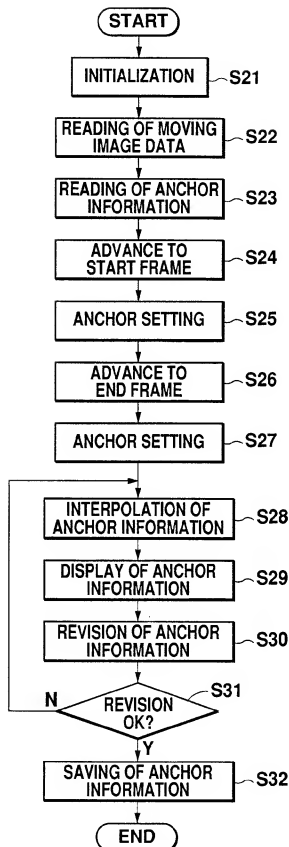 START
INITIALIZATION
S21
READING OF MOVING
IMAGE DATA
S22
READING OF ANCHOR
INFORMATION
S23
ADVANCE TO
START FRAME
S24
ANCHOR SETTING
S25
ADVANCE TO
END FRAME
S26
ANCHOR SETTING
S27
INTERPOLATION OF
ANCHOR INFORMATION
S28
DISPLAY OF ANCHOR
INFORMATION
S29
REVISION OF ANCHOR
INFORMATION
S30
S31
N
REVISION
OK?
Y
SAVING OF ANCHOR
INFORMATION
S32
END